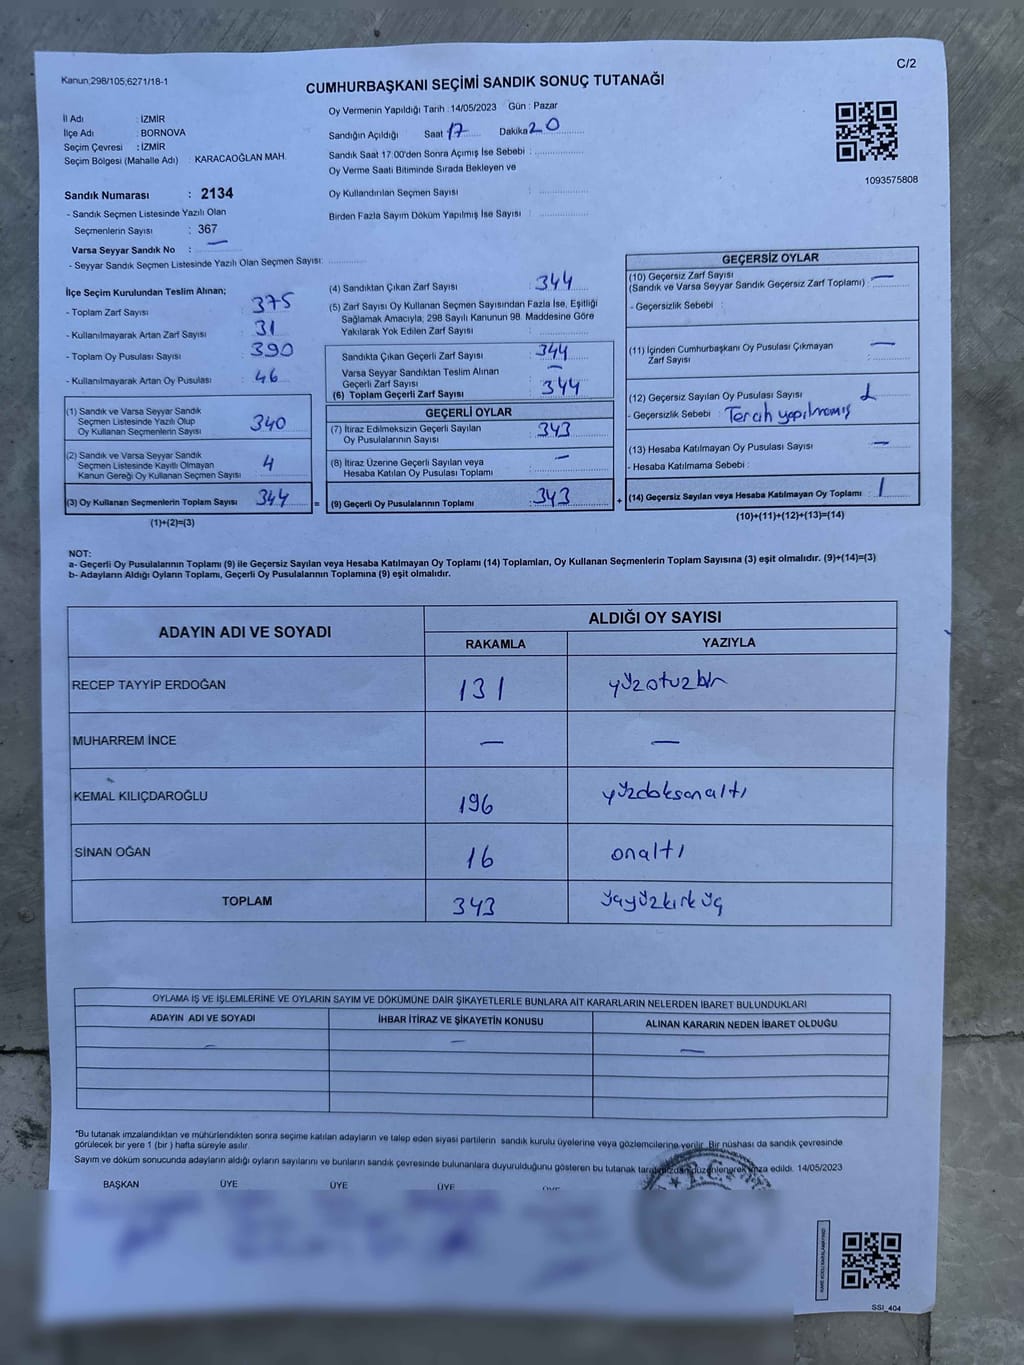 C/2
Kanun;298/105;6271/18-1
CUMHURBAŞKANI SEÇİMİ SANDIK SONUÇ TUTANAĞI
İl Adı : İZMİR
İlçe Adı : BORNOVA
Seçim Çevresi : İZMİR
Seçim Bölgesi (Mahalle Adı) : KARACAOĞLAN MAH.
Oy Vermenin Yapıldığı Tarih : 14/05/2023 Gün : Pazar
Sandığın Açıldığı Saat 17 Dakika 20
Sandık Saat 17:00'den Sonra Açımış İse Sebebi :
Oy Verme Saati Bitiminde Sırada Bekleyen ve
Oy Kullandırılan Seçmen Sayısı :
Birden Fazla Sayım Döküm Yapılmış İse Sayısı :
1093575808
Sandık Numarası : 2134
- Sandık Seçmen Listesinde Yazılı Olan
Seçmenlerin Sayısı : 367
Varsa Seyyar Sandık No : —
- Seyyar Sandık Seçmen Listesinde Yazılı Olan Seçmen Sayısı:
İlçe Seçim Kurulundan Teslim Alınan;
- Toplam Zarf Sayısı : 375
- Kullanılmayarak Artan Zarf Sayısı : 31
- Toplam Oy Pusulası Sayısı : 390
- Kullanılmayarak Artan Oy Pusulası : 46
(1) Sandık ve Varsa Seyyar Sandık
Seçmen Listesinde Yazılı Olup
Oy Kullanan Seçmenlerin Sayısı : 340
(2) Sandık ve Varsa Seyyar Sandık
Seçmen Listesinde Kayıtlı Olmayan
Kanun Gereği Oy Kullanan Seçmen Sayısı : 4
(3) Oy Kullanan Seçmenlerin Toplam Sayısı : 344
(1)+(2)=(3)
(4) Sandıktan Çıkan Zarf Sayısı : 344
(5) Zarf Sayısı Oy Kullanan Seçmen Sayısından Fazla İse, Eşitliği
Sağlamak Amacıyla, 298 Sayılı Kanunun 98. Maddesine Göre
Yakılarak Yok Edilen Zarf Sayısı :
Sandıkta Çıkan Geçerli Zarf Sayısı : 344
Varsa Seyyar Sandıktan Teslim Alınan
Geçerli Zarf Sayısı : —
(6) Toplam Geçerli Zarf Sayısı : 344
GEÇERLİ OYLAR
(7) İtiraz Edilmeksizin Geçerli Sayılan
Oy Pusulalarının Sayısı : 343
(8) İtiraz Üzerine Geçerli Sayılan veya
Hesaba Katılan Oy Pusulası Toplamı : —
= (9) Geçerli Oy Pusulalarının Toplamı : 343
GEÇERSİZ OYLAR
(10) Geçersiz Zarf Sayısı
(Sandık ve Varsa Seyyar Sandık Geçersiz Zarf Toplamı) : —
- Geçersizlik Sebebi :
(11) İçinden Cumhurbaşkanı Oy Pusulası Çıkmayan
Zarf Sayısı : —
(12) Geçersiz Sayılan Oy Pusulası Sayısı : 1
- Geçersizlik Sebebi : Tercih yapılmamış
(13) Hesaba Katılmayan Oy Pusulası Sayısı : —
- Hesaba Katılmama Sebebi :
+ (14) Geçersiz Sayılan veya Hesaba Katılmayan Oy Toplamı : 1
(10)+(11)+(12)+(13)=(14)
NOT:
a- Geçerli Oy Pusulalarının Toplamı (9) ile Geçersiz Sayılan veya Hesaba Katılmayan Oy Toplamı (14) Toplamları, Oy Kullanan Seçmenlerin Toplam Sayısına (3) eşit olmalıdır. (9)+(14)=(3)
b- Adayların Aldığı Oyların Toplamı, Geçerli Oy Pusulalarının Toplamına (9) eşit olmalıdır.
ADAYIN ADI VE SOYADI
ALDIĞI OY SAYISI
RAKAMLA YAZIYLA
RECEP TAYYİP ERDOĞAN 131 yüzotuzbir
MUHARREM İNCE — —
KEMAL KILIÇDAROĞLU 196 yüzdoksanaltı
SİNAN OĞAN 16 onaltı
TOPLAM 343 üçyüzkırküç
OYLAMA İŞ VE İŞLEMLERİNE VE OYLARIN SAYIM VE DÖKÜMÜNE DAİR ŞİKAYETLERLE BUNLARA AİT KARARLARIN NELERDEN İBARET BULUNDUKLARI
ADAYIN ADI VE SOYADI İHBAR İTİRAZ VE ŞİKAYETİN KONUSU ALINAN KARARIN NEDEN İBARET OLDUĞU
— — —
*Bu tutanak imzalandıktan ve mühürlendikten sonra seçime katılan adayların ve talep eden siyasi partilerin sandık kurulu üyelerine veya gözlemcilerine verilir. Bir nüshası da sandık çevresinde
görülecek bir yere 1 (bir ) hafta süreyle asılır.
Sayım ve döküm sonucunda adayların aldığı oyların sayılarını ve bunların sandık çevresinde bulunanlara duyurulduğunu gösteren bu tutanak tarafımızdan düzenlenerek imza edildi. 14/05/2023
BAŞKAN ÜYE ÜYE ÜYE
SSI_404